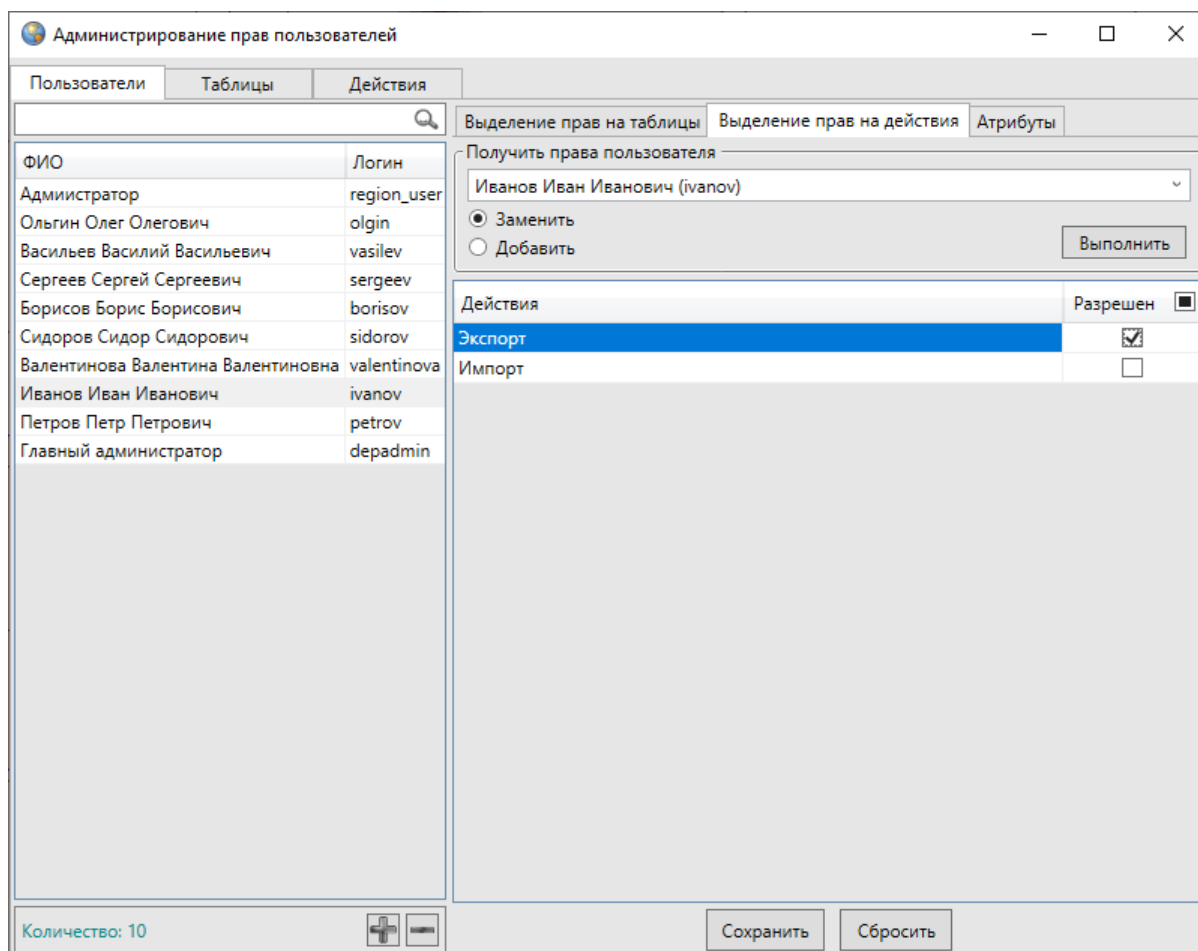 Администрирование прав пользователей
Пользователи Таблицы Действия
ФИО Логин
Адмиистратор region_user
Ольгин Олег Олегович olgin
Васильев Василий Васильевич vasilev
Сергеев Сергей Сергеевич sergeev
Борисов Борис Борисович borisov
Сидоров Сидор Сидорович sidorov
Валентинова Валентина Валентиновна valentinova
Иванов Иван Иванович ivanov
Петров Петр Петрович petrov
Главный администратор depadmin
Количество: 10
Выделение прав на таблицы Выделение прав на действия Атрибуты
Получить права пользователя
Иванов Иван Иванович (ivanov)
Заменить
Добавить
Выполнить
Действия Разрешен
Экспорт
Импорт
Сохранить Сбросить